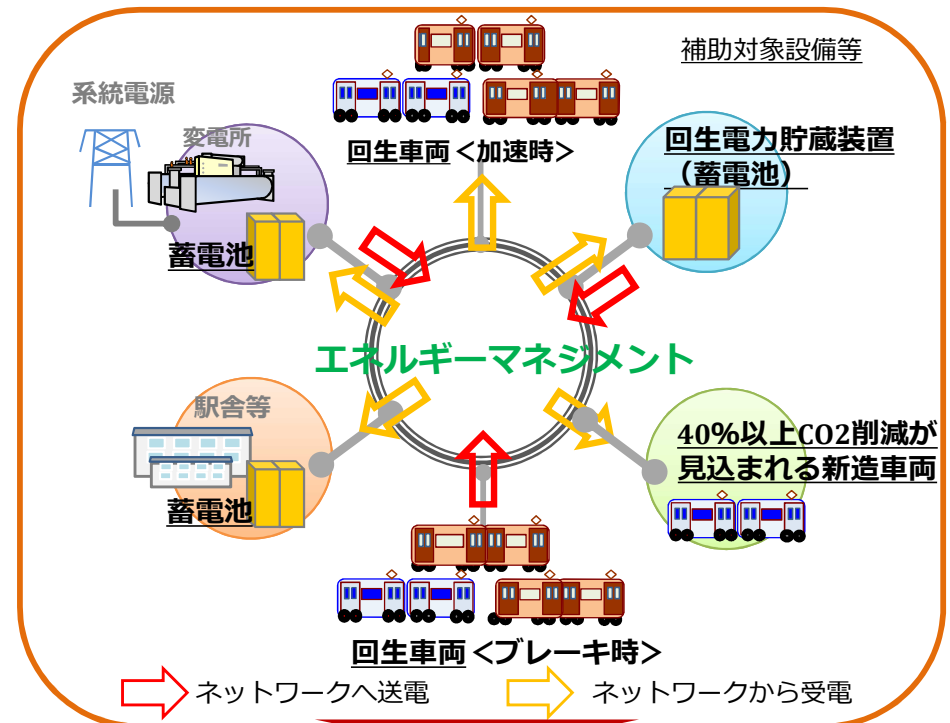 補助対象設備等
系統電源
変電所
蓄電池
回生車両<加速時>
回生電力貯蔵装置
(蓄電池)
エネルギーマネジメント
駅舎等
蓄電池
40%以上CO2削減が
見込まれる新造車両
回生車両<ブレーキ時>
ネットワークへ送電
ネットワークから受電